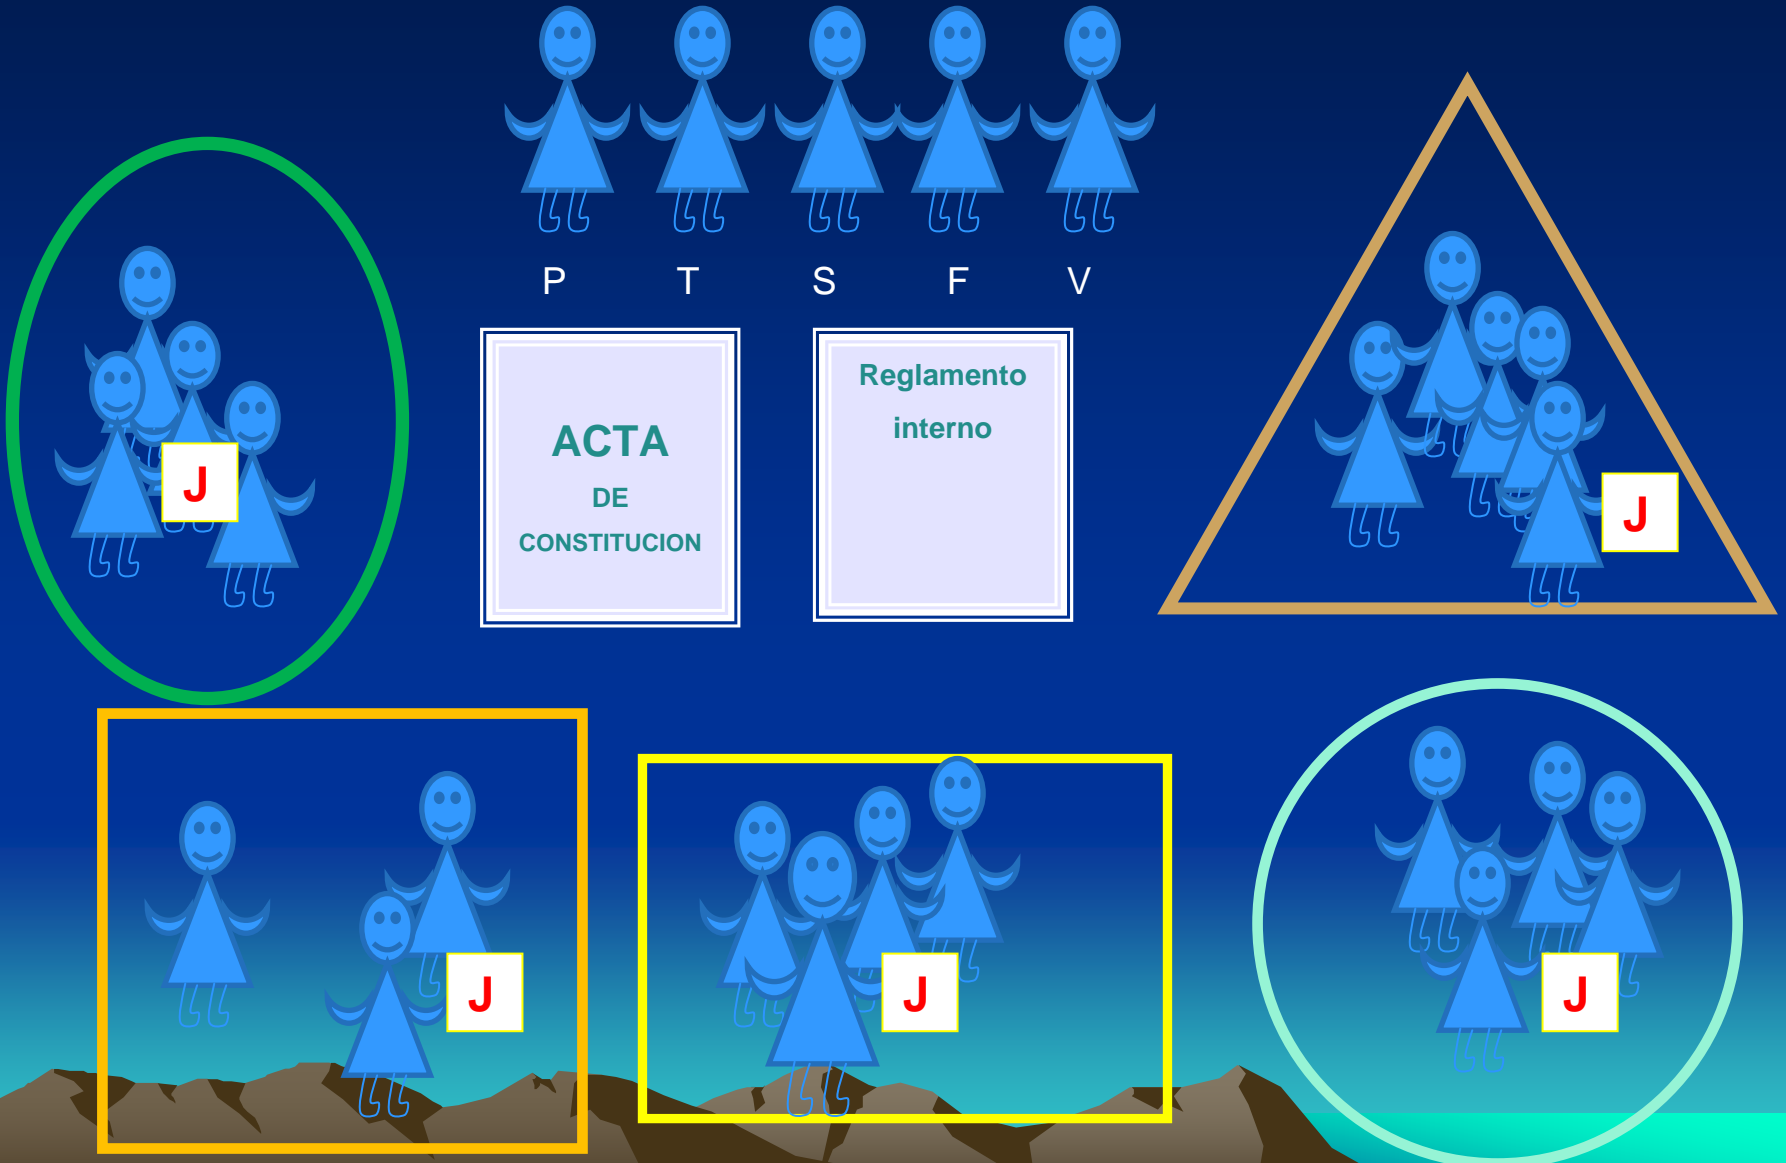 P T S F V
ACTA
DE
CONSTITUCION
Reglamento
interno
J
J
J
J
J